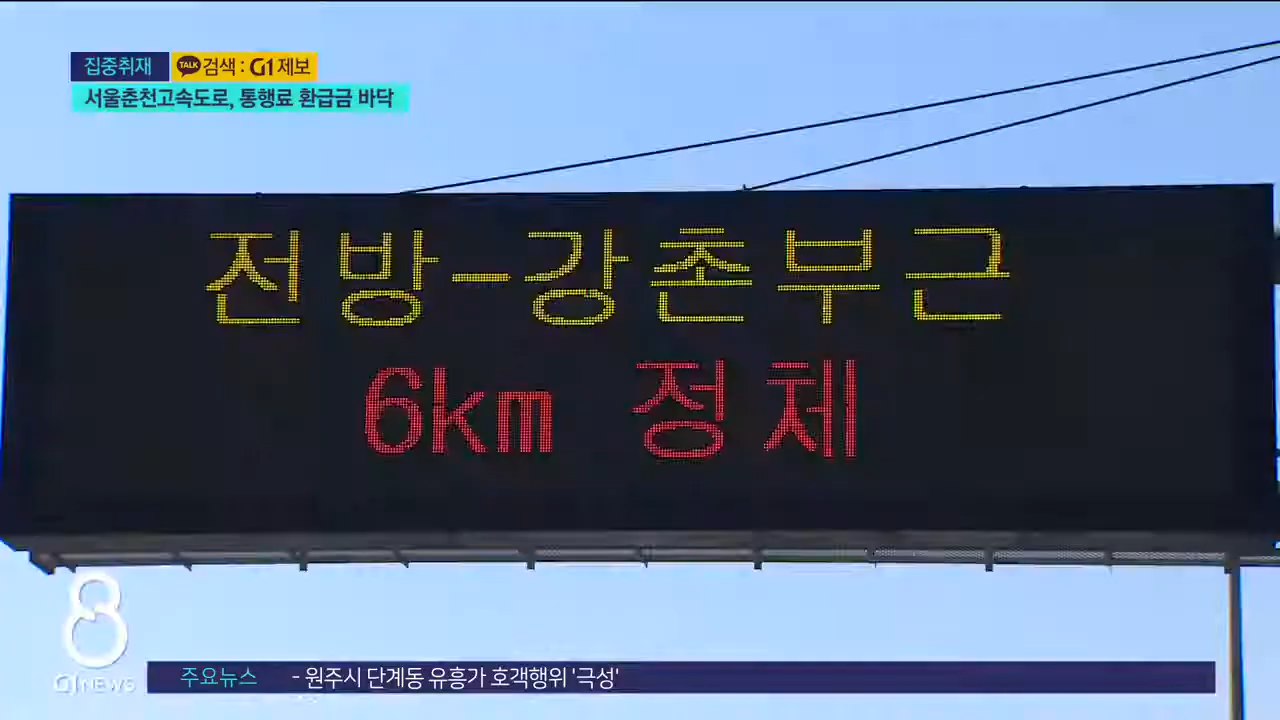 집중취재 TALK 검색 : G1 제보
서울춘천고속도로, 통행료 환급금 바닥
전방-강촌부근
6km 정체
8
G1 NEWS
주요뉴스 - 원주시 단계동 유흥가 호객행위 '극성'